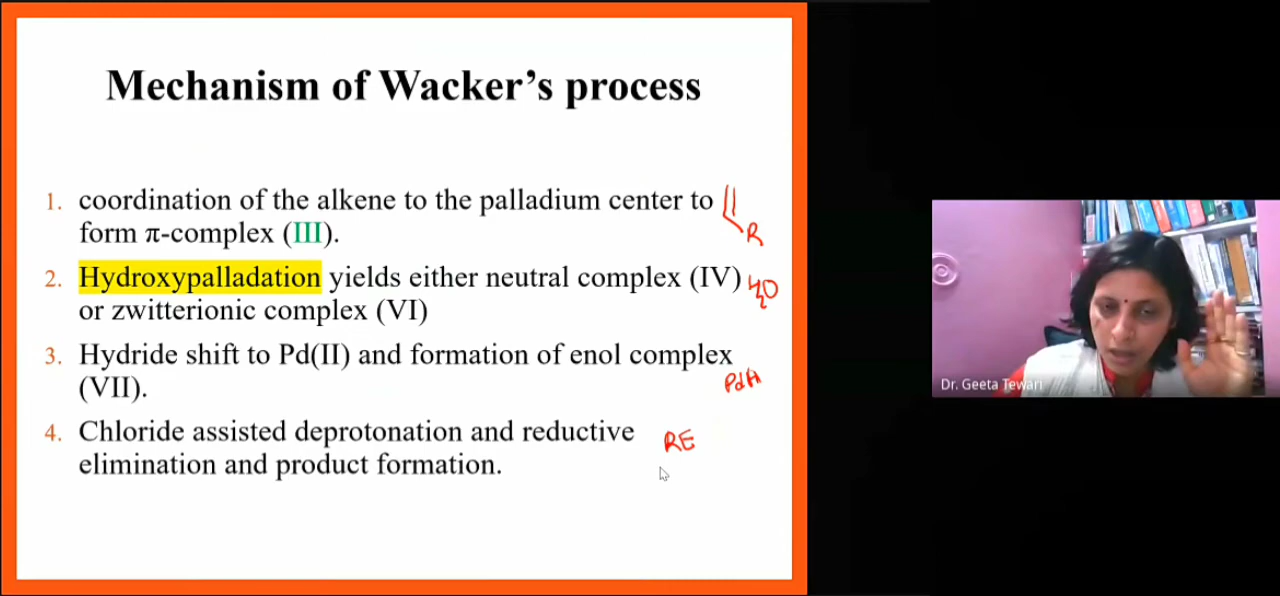 Mechanism of Wacker’s process
1. coordination of the alkene to the palladium center to
form π-complex (III).
R
2. Hydroxypalladation yields either neutral complex (IV)
H2O
or zwitterionic complex (VI)
3. Hydride shift to Pd(II) and formation of enol complex
(VII).
PdH
4. Chloride assisted deprotonation and reductive
RE
elimination and product formation.
Dr. Geeta Tewari